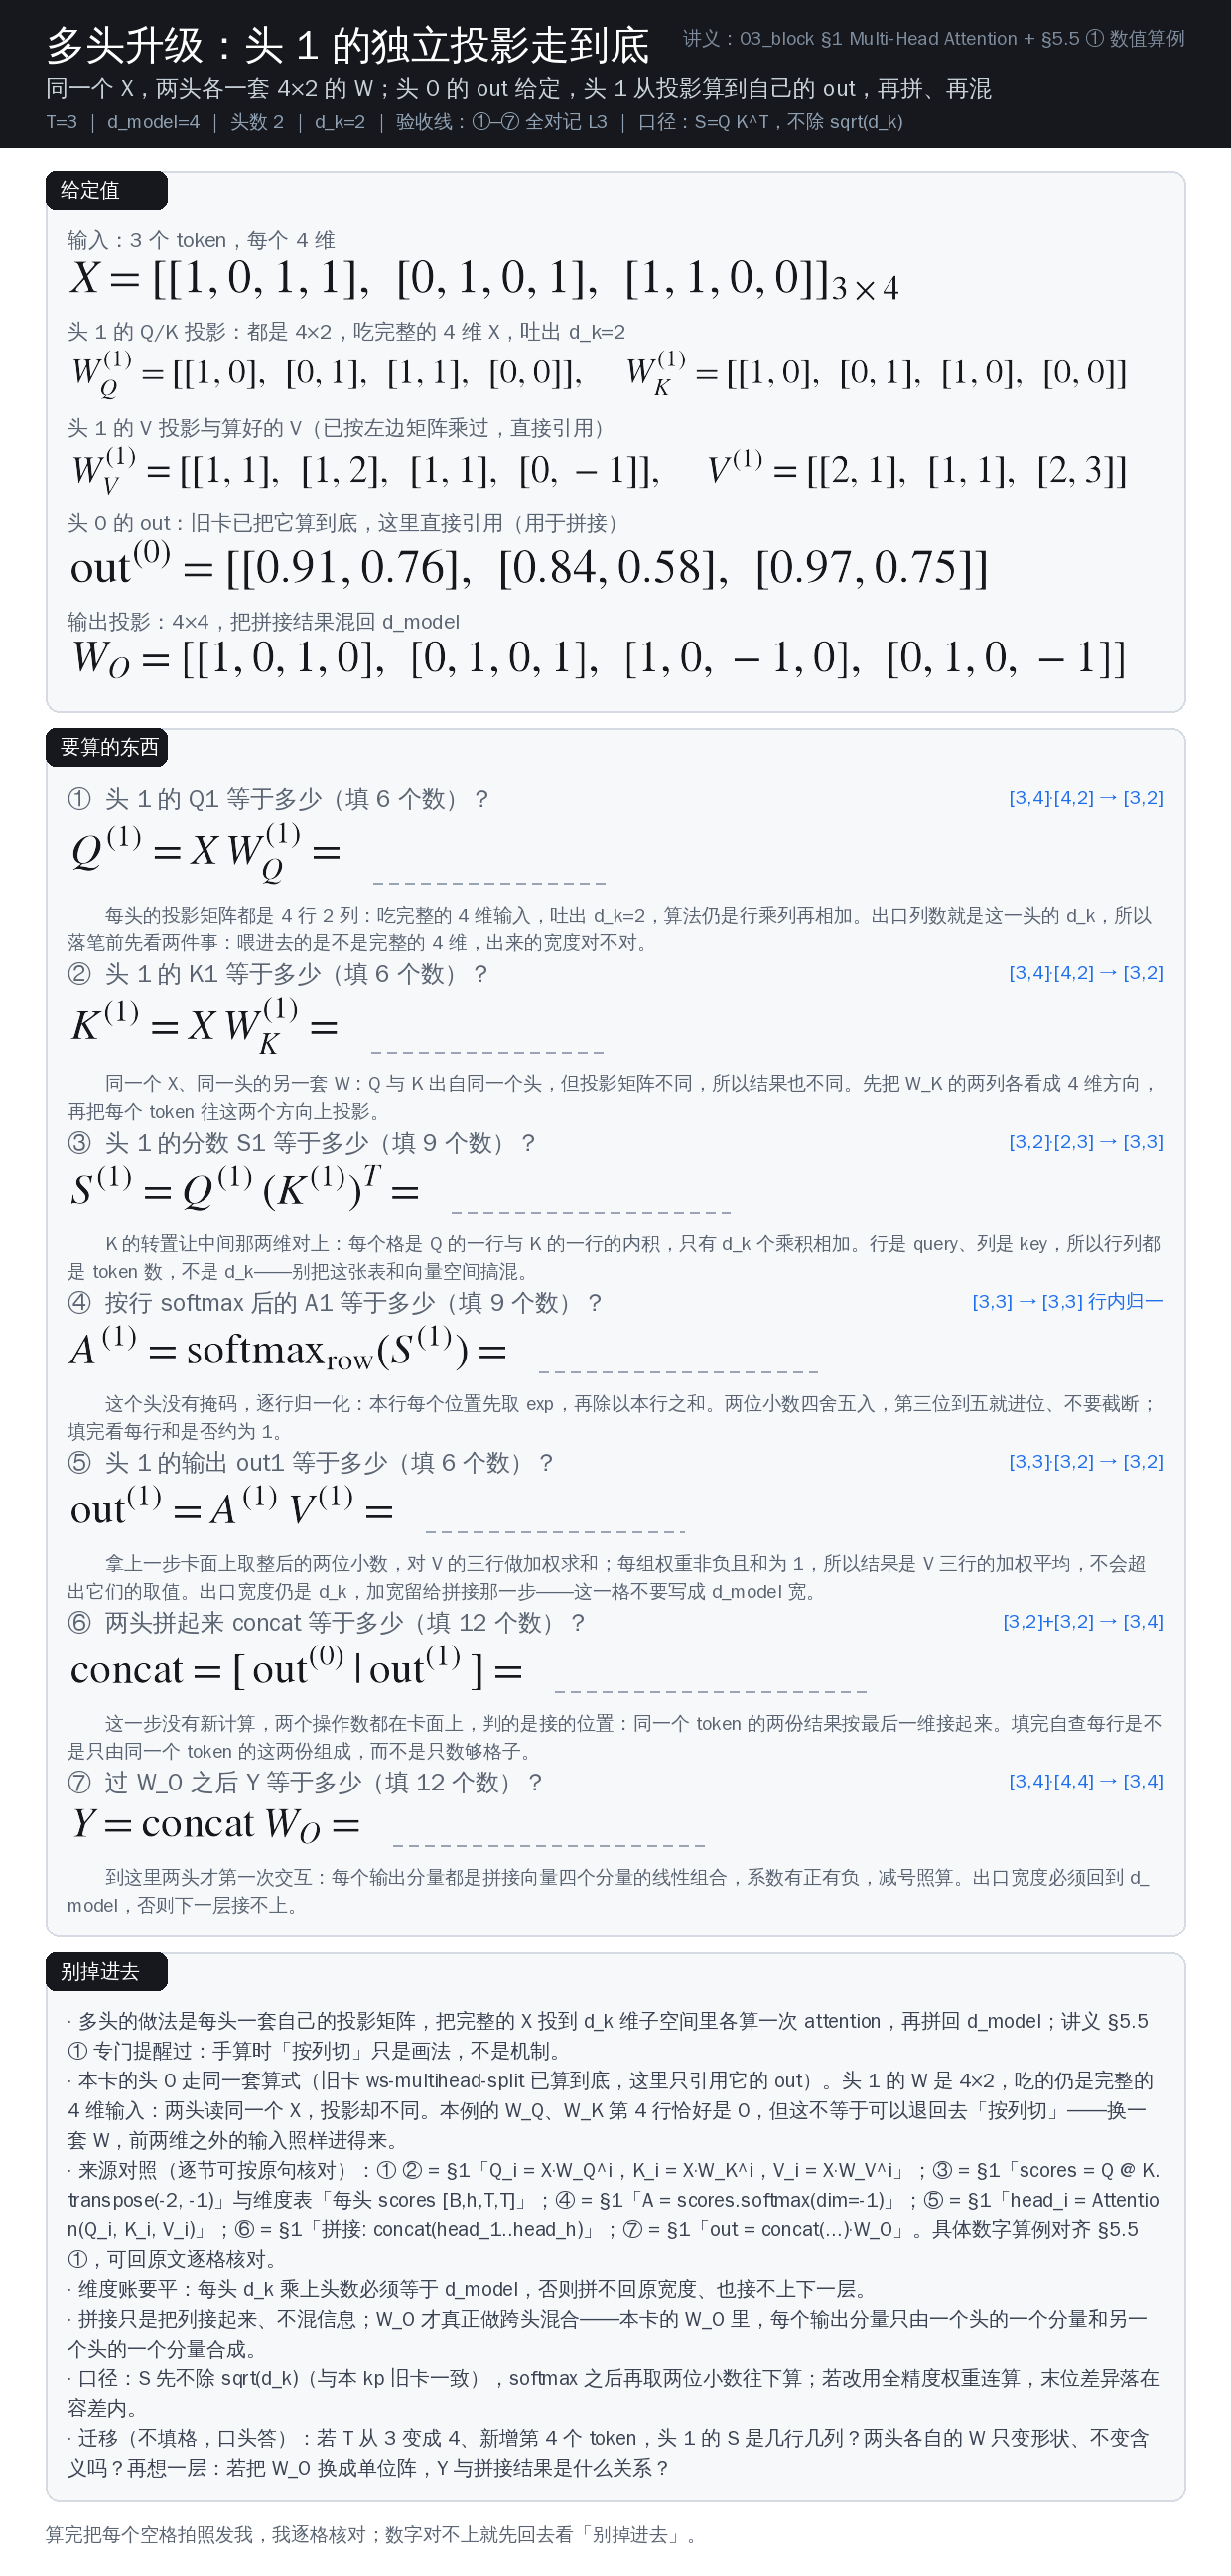 多头升级：头 1 的独立投影走到底
讲义：03_block §1 Multi-Head Attention + §5.5 ① 数值算例
同一个 X，两头各一套 4×2 的 W；头 0 的 out 给定，头 1 从投影算到自己的 out，再拼、再混
T=3 ｜ d_model=4 ｜ 头数 2 ｜ d_k=2 ｜ 验收线：①—⑦ 全对记 L3 ｜ 口径：S=Q K^T，不除 sqrt(d_k)
给定值
输入：3 个 token，每个 4 维
X = [[1, 0, 1, 1], [0, 1, 0, 1], [1, 1, 0, 0]]₃ × ₄
头 1 的 Q/K 投影：都是 4×2，吃完整的 4 维 X，吐出 d_k=2
W_Q^(1) = [[1, 0], [0, 1], [1, 1], [0, 0]], W_K^(1) = [[1, 0], [0, 1], [1, 0], [0, 0]]
头 1 的 V 投影与算好的 V（已按左边矩阵乘过，直接引用）
W_V^(1) = [[1, 1], [1, 2], [1, 1], [0, − 1]], V^(1) = [[2, 1], [1, 1], [2, 3]]
头 0 的 out：旧卡已把它算到底，这里直接引用（用于拼接）
out^(0) = [[0.91, 0.76], [0.84, 0.58], [0.97, 0.75]]
输出投影：4×4，把拼接结果混回 d_model
W_O = [[1, 0, 1, 0], [0, 1, 0, 1], [1, 0, − 1, 0], [0, 1, 0, − 1]]
要算的东西
① 头 1 的 Q1 等于多少（填 6 个数）？
[3,4]·[4,2] → [3,2]
Q^(1) = X W_Q^(1) =
每头的投影矩阵都是 4 行 2 列：吃完整的 4 维输入，吐出 d_k=2，算法仍是行乘列再相加。出口列数就是这一头的 d_k，所以
落笔前先看两件事：喂进去的是不是完整的 4 维，出来的宽度对不对。
② 头 1 的 K1 等于多少（填 6 个数）？
[3,4]·[4,2] → [3,2]
K^(1) = X W_K^(1) =
同一个 X、同一头的另一套 W：Q 与 K 出自同一个头，但投影矩阵不同，所以结果也不同。先把 W_K 的两列各看成 4 维方向，
再把每个 token 往这两个方向上投影。
③ 头 1 的分数 S1 等于多少（填 9 个数）？
[3,2]·[2,3] → [3,3]
S^(1) = Q^(1) (K^(1))^T =
K 的转置让中间那两维对上：每个格是 Q 的一行与 K 的一行的内积，只有 d_k 个乘积相加。行是 query、列是 key，所以行列都
是 token 数，不是 d_k——别把这张表和向量空间搞混。
④ 按行 softmax 后的 A1 等于多少（填 9 个数）？
[3,3] → [3,3] 行内归一
A^(1) = softmax_row(S^(1)) =
这个头没有掩码，逐行归一化：本行每个位置先取 exp，再除以本行之和。两位小数四舍五入，第三位到五就进位、不要截断；
填完看每行和是否约为 1。
⑤ 头 1 的输出 out1 等于多少（填 6 个数）？
[3,3]·[3,2] → [3,2]
out^(1) = A^(1) V^(1) =
拿上一步卡面上取整后的两位小数，对 V 的三行做加权求和；每组权重非负且和为 1，所以结果是 V 三行的加权平均，不会超
出它们的取值。出口宽度仍是 d_k，加宽留给拼接那一步——这一格不要写成 d_model 宽。
⑥ 两头拼起来 concat 等于多少（填 12 个数）？
[3,2]+[3,2] → [3,4]
concat = [ out^(0) | out^(1) ] =
这一步没有新计算，两个操作数都在卡面上，判的是接的位置：同一个 token 的两份结果按最后一维接起来。填完自查每行是不
是只由同一个 token 的这两份组成，而不是只数够格子。
⑦ 过 W_O 之后 Y 等于多少（填 12 个数）？
[3,4]·[4,4] → [3,4]
Y = concat W_O =
到这里两头才第一次交互：每个输出分量都是拼接向量四个分量的线性组合，系数有正有负，减号照算。出口宽度必须回到 d_
model，否则下一层接不上。
别掉进去
· 多头的做法是每头一套自己的投影矩阵，把完整的 X 投到 d_k 维子空间里各算一次 attention，再拼回 d_model；讲义 §5.5
① 专门提醒过：手算时「按列切」只是画法，不是机制。
· 本卡的头 0 走同一套算式（旧卡 ws-multihead-split 已算到底，这里只引用它的 out）。头 1 的 W 是 4×2，吃的仍是完整的
4 维输入：两头读同一个 X，投影却不同。本例的 W_Q、W_K 第 4 行恰好是 0，但这不等于可以退回去「按列切」——换一
套 W，前两维之外的输入照样进得来。
· 来源对照（逐节可按原句核对）：① ② = §1「Q_i = X·W_Q^i，K_i = X·W_K^i，V_i = X·W_V^i」；③ = §1「scores = Q @ K.
transpose(-2, -1)」与维度表「每头 scores [B,h,T,T]」；④ = §1「A = scores.softmax(dim=-1)」；⑤ = §1「head_i = Attentio
n(Q_i, K_i, V_i)」；⑥ = §1「拼接: concat(head_1..head_h)」；⑦ = §1「out = concat(...)·W_O」。具体数字算例对齐 §5.5
①，可回原文逐格核对。
· 维度账要平：每头 d_k 乘上头数必须等于 d_model，否则拼不回原宽度、也接不上下一层。
· 拼接只是把列接起来、不混信息；W_O 才真正做跨头混合——本卡的 W_O 里，每个输出分量只由一个头的一个分量和另一
个头的一个分量合成。
· 口径：S 先不除 sqrt(d_k)（与本 kp 旧卡一致），softmax 之后再取两位小数往下算；若改用全精度权重连算，末位差异落在
容差内。
· 迁移（不填格，口头答）：若 T 从 3 变成 4、新增第 4 个 token，头 1 的 S 是几行几列？两头各自的 W 只变形状、不变含
义吗？再想一层：若把 W_O 换成单位阵，Y 与拼接结果是什么关系？
算完把每个空格拍照发我，我逐格核对；数字对不上就先回去看「别掉进去」。